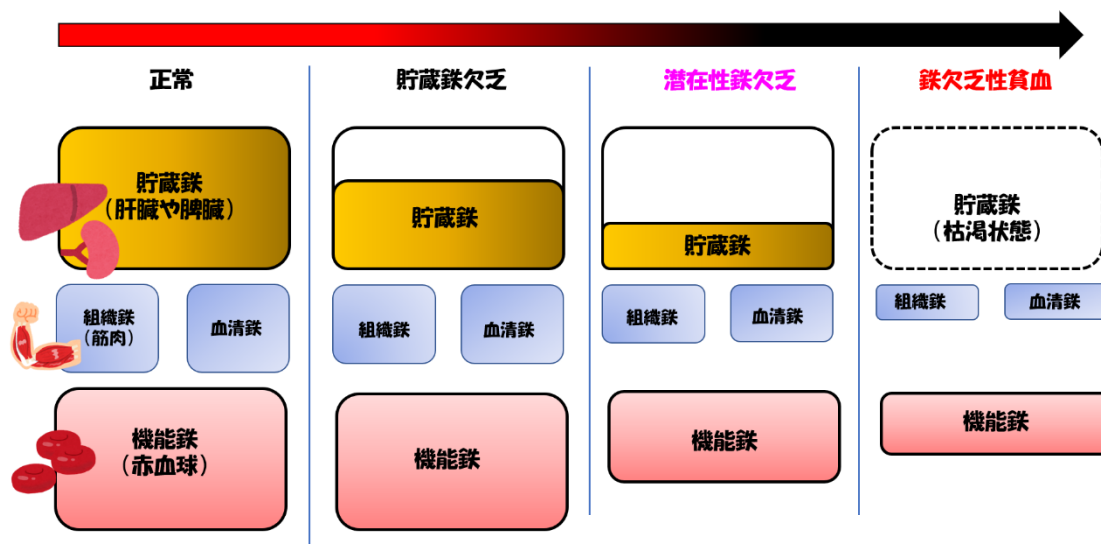 正常
貯蔵鉄欠乏
潜在性鉄欠乏
鉄欠乏性貧血
貯蔵鉄
（肝臓や脾臓）
貯蔵鉄
貯蔵鉄
貯蔵鉄
（枯渇状態）
組織鉄
（筋肉）
血清鉄
組織鉄
血清鉄
組織鉄
血清鉄
組織鉄
血清鉄
機能鉄
（赤血球）
機能鉄
機能鉄
機能鉄